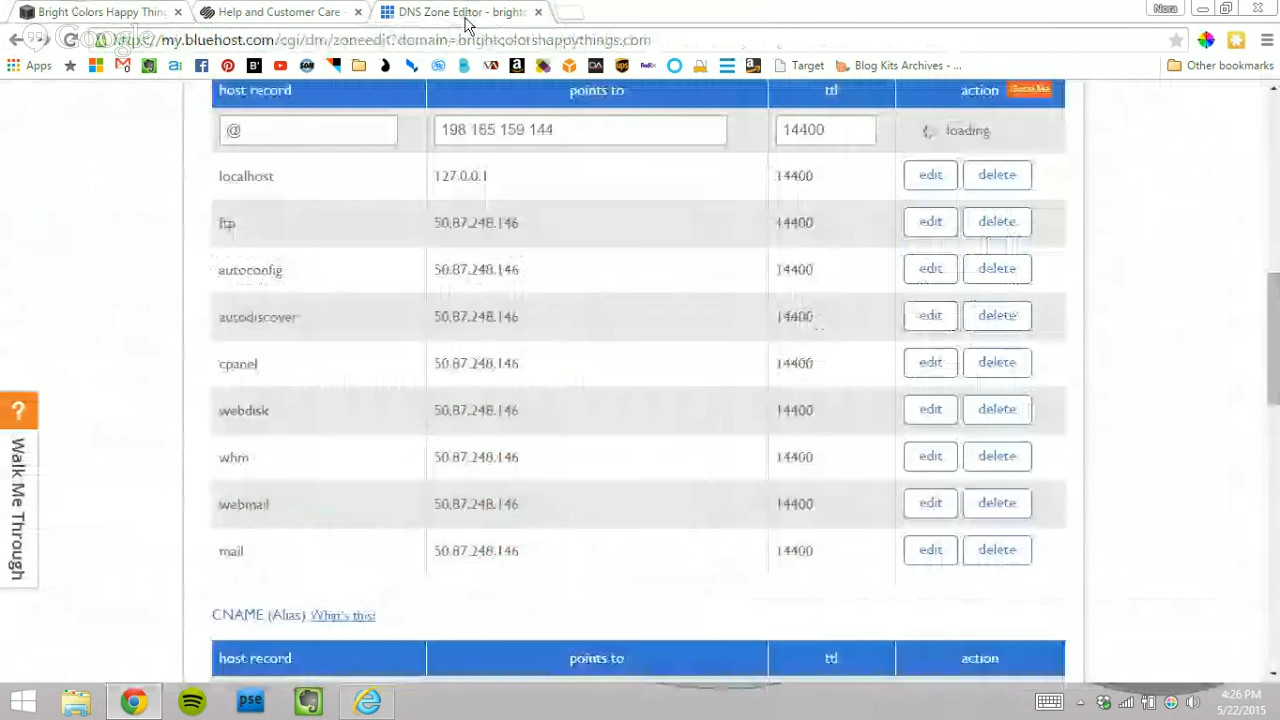 Bright Colors Happy Thin
Help and Customer Care -
DNS Zone Editor - bright
Nora
Google
https://my.bluehost.com/cgi/dm/zoneedit?domain=brightcolorshappythings.com
Apps
Target
Blog Kits Archives - ...
Other bookmarks
host record points to ttl action
@ 198 185 159 144 14400 loading
localhost 127.0.0.1 14400 edit delete
ftp 50.87.248.146 14400 edit delete
autoconfig 50.87.248.146 14400 edit delete
autodiscover 50.87.248.146 14400 edit delete
cpanel 50.87.248.146 14400 edit delete
webdisk 50.87.248.146 14400 edit delete
whm 50.87.248.146 14400 edit delete
webmail 50.87.248.146 14400 edit delete
mail 50.87.248.146 14400 edit delete
? Walk Me Through
CNAME (Alias) What's this?
host record points to ttl action
pse
4:26 PM
5/22/2015